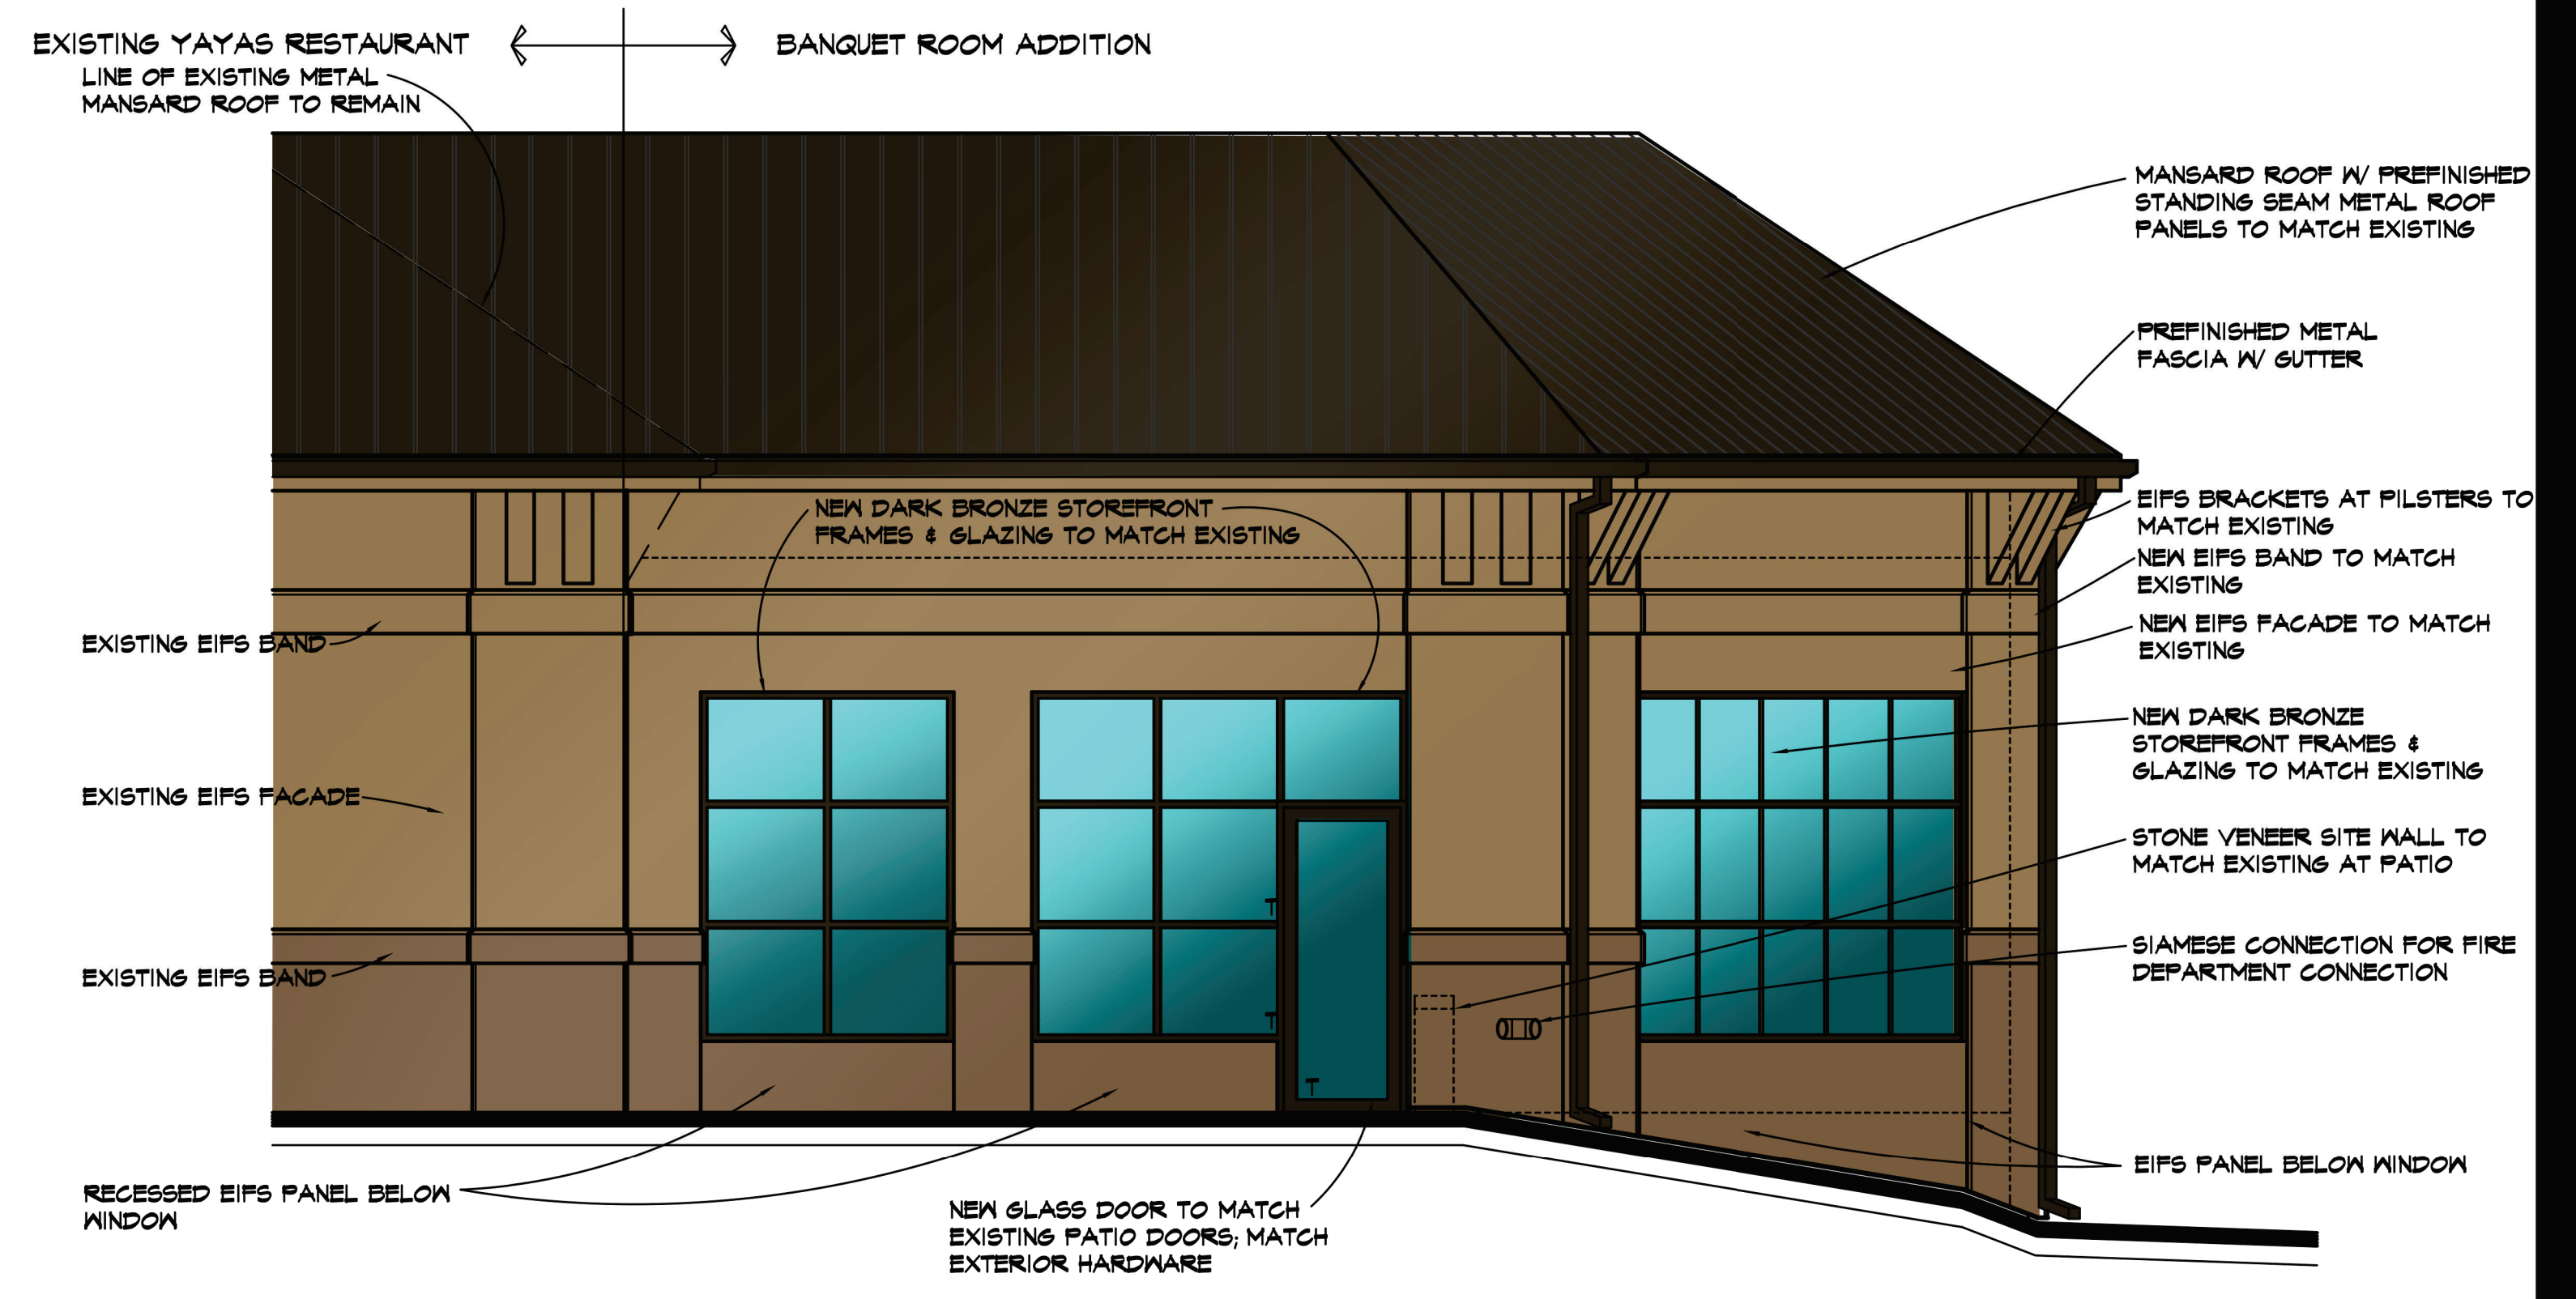 EXISTING YAYAS RESTAURANT
BANQUET ROOM ADDITION
LINE OF EXISTING METAL
MANSARD ROOF TO REMAIN
MANSARD ROOF W/ PREFINISHED
STANDING SEAM METAL ROOF
PANELS TO MATCH EXISTING
PREFINISHED METAL
FASCIA W/ GUTTER
NEW DARK BRONZE STOREFRONT
FRAMES & GLAZING TO MATCH EXISTING
EIFS BRACKETS AT PILSTERS TO
MATCH EXISTING
NEW EIFS BAND TO MATCH
EXISTING
NEW EIFS FACADE TO MATCH
EXISTING
EXISTING EIFS BAND
NEW DARK BRONZE
STOREFRONT FRAMES &
GLAZING TO MATCH EXISTING
EXISTING EIFS FACADE
STONE VENEER SITE WALL TO
MATCH EXISTING AT PATIO
T
SIAMESE CONNECTION FOR FIRE
DEPARTMENT CONNECTION
EXISTING EIFS BAND
T
T
EIFS PANEL BELOW WINDOW
RECESSED EIFS PANEL BELOW
WINDOW
NEW GLASS DOOR TO MATCH
EXISTING PATIO DOORS; MATCH
EXTERIOR HARDWARE